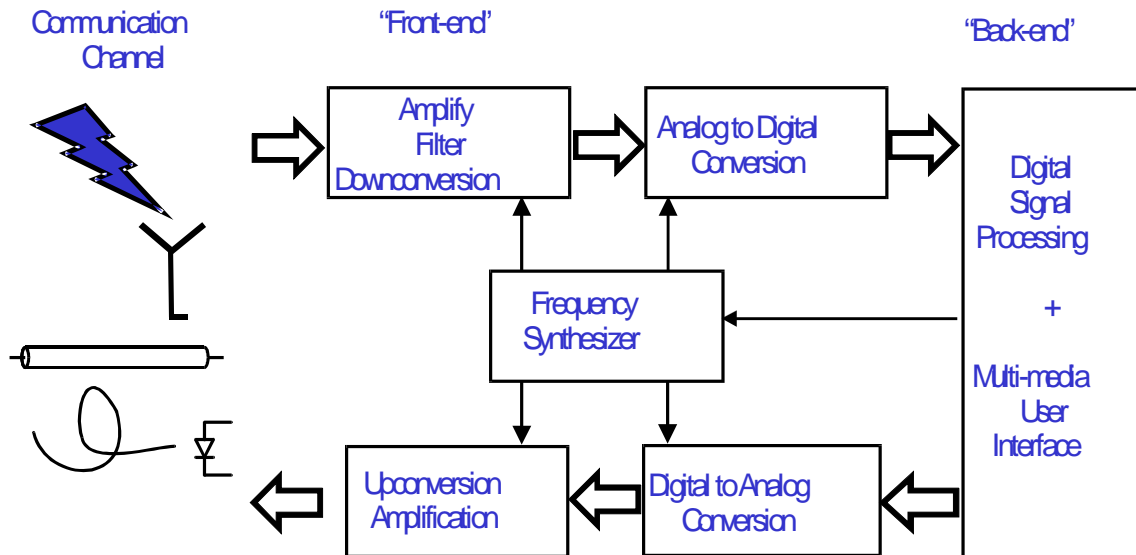 Communication
Channel
“Front-end”
“Back-end”
Amplify
Filter
Downconversion
Analog to Digital
Conversion
Digital
Signal
Processing
+
Multi-media
User
Interface
Frequency
Synthesizer
Upconversion
Amplification
Digital to Analog
Conversion